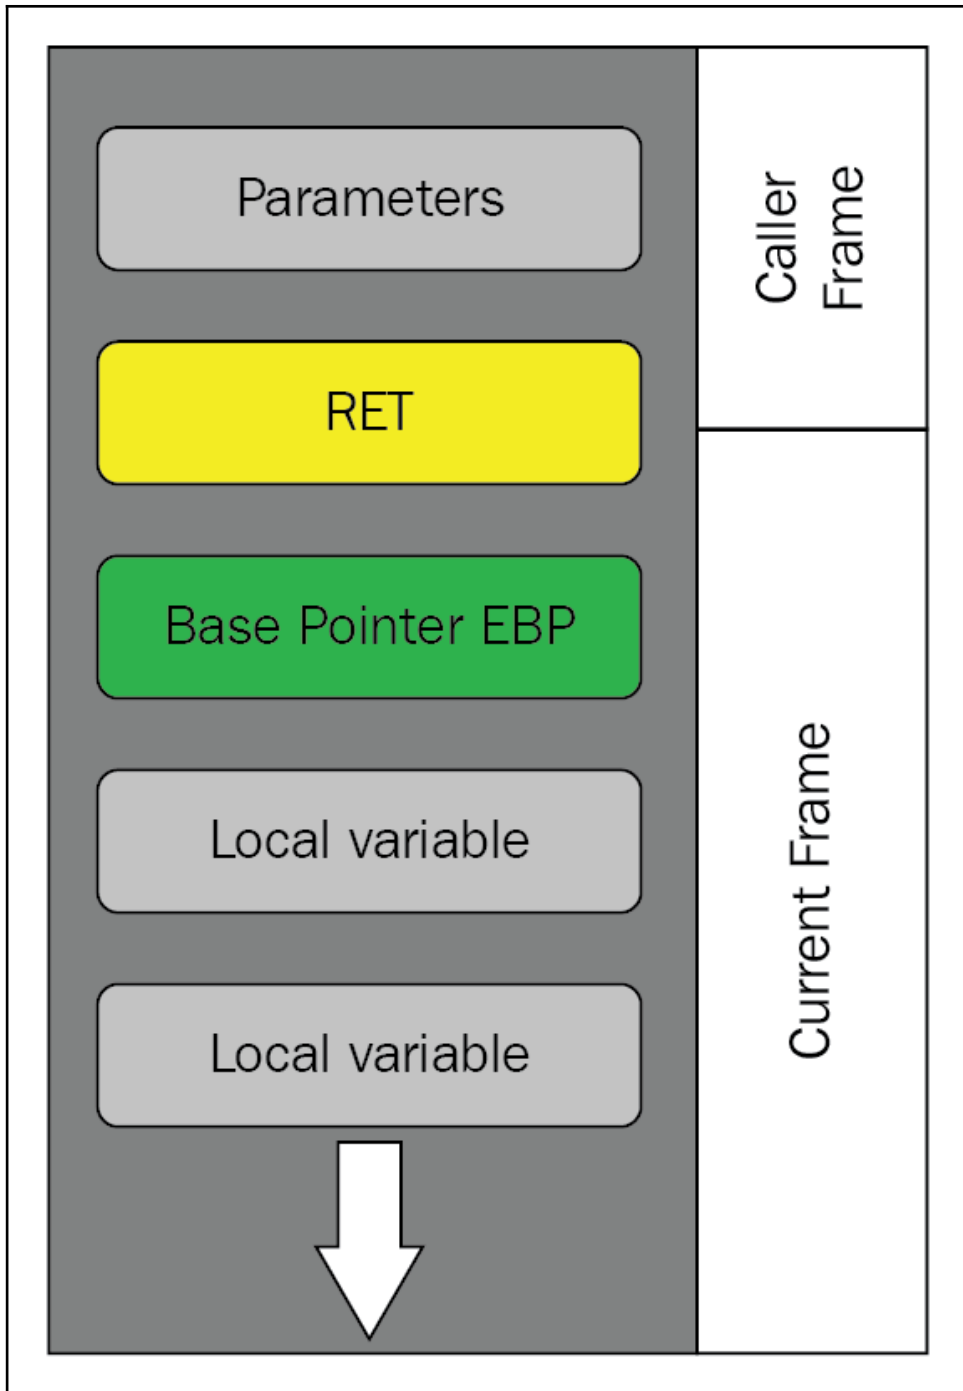 Parameters
RET
Base Pointer EBP
Local variable
Local variable
Caller
Frame
Current Frame